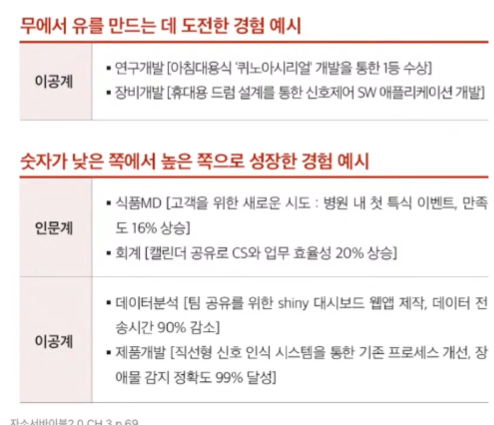 무에서 유를 만드는 데 도전한 경험 예시
이공계
▪ 연구개발 [아침대용식 '퀴노아시리얼' 개발을 통한 1등 수상]
▪ 장비개발 [휴대용 드럼 설계를 통한 신호제어 SW 애플리케이션 개발]
숫자가 낮은 쪽에서 높은 쪽으로 성장한 경험 예시
인문계
▪ 식품MD [고객을 위한 새로운 시도 : 병원 내 첫 특식 이벤트, 만족
도 16% 상승]
▪ 회계 [캘린더 공유로 CS와 업무 효율성 20% 상승]
이공계
▪ 데이터분석 [팀 공유를 위한 shiny 대시보드 웹앱 제작, 데이터 전
송시간 90% 감소]
▪ 제품개발 [직선형 신호 인식 시스템을 통한 기존 프로세스 개선, 장
애물 감지 정확도 99% 달성]
자소서바이블2.0 CH.3 p.69